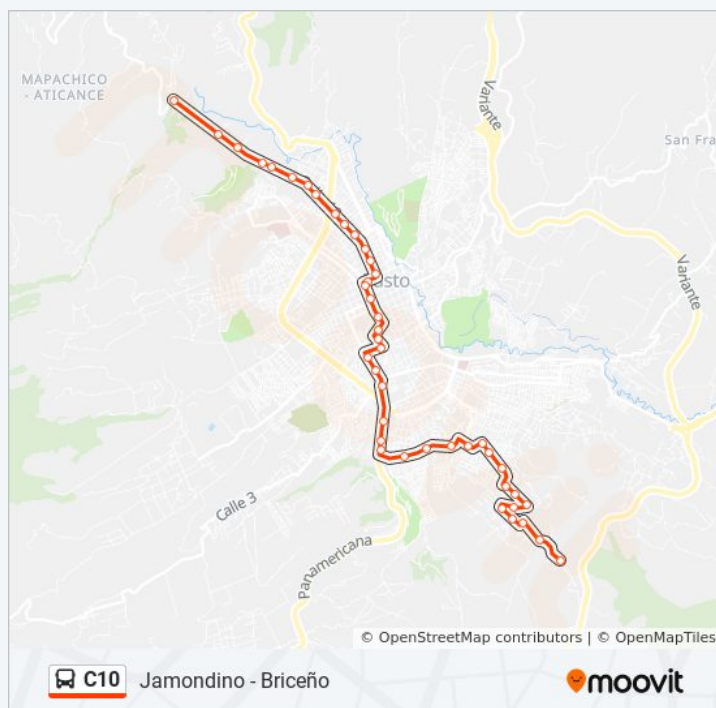 MAPACHICO
- ATICANCE
Variante
San Fra
Variante
asto
Calle 3
Panamericana
© OpenStreetMap contributors | © OpenMapTiles
C10 Jamondino - Briceño
moovit